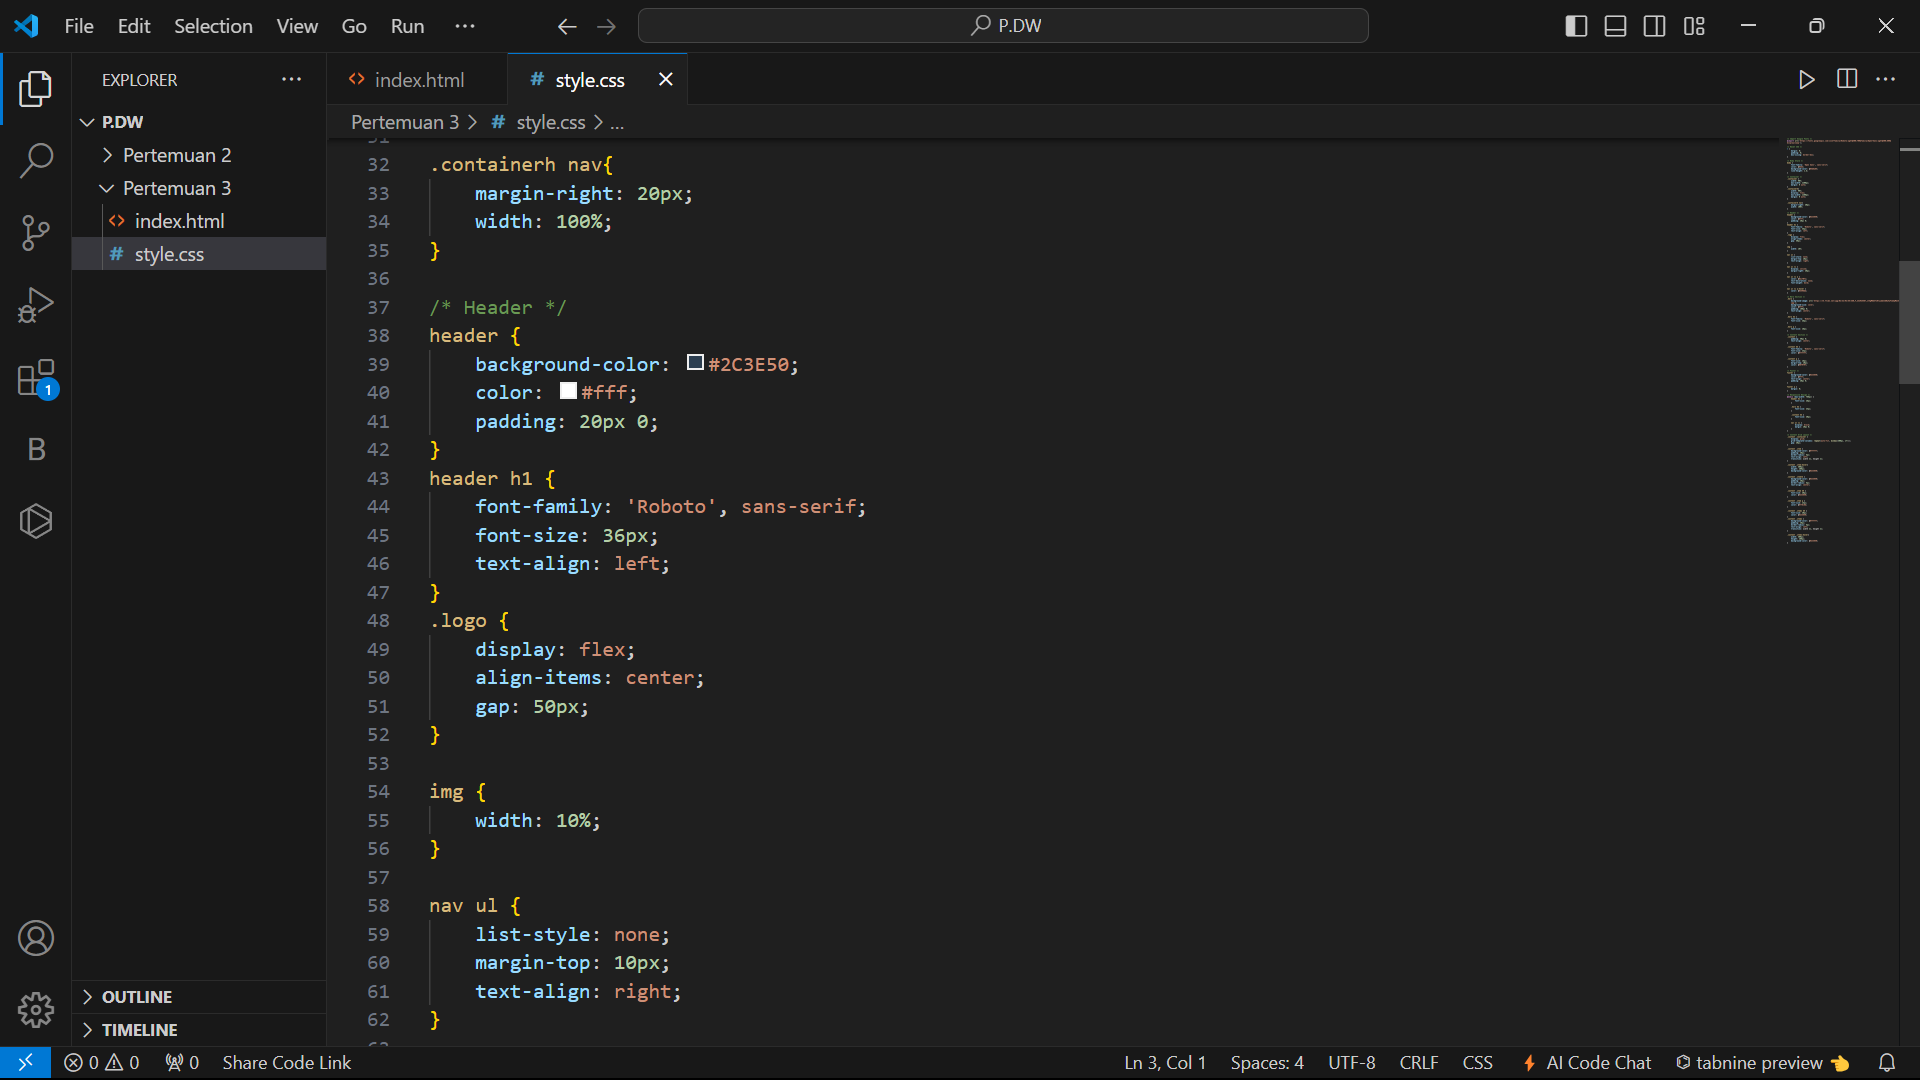 File Edit Selection View Go Run ··· P.DW
EXPLORER ···
P.DW
Pertemuan 2
Pertemuan 3
index.html
style.css
OUTLINE
TIMELINE
index.html
# style.css
Pertemuan 3 > # style.css > ...
32 .containerh nav{
33 margin-right: 20px;
34 width: 100%;
35 }
36
37 /* Header */
38 header {
39 background-color: #2C3E50;
40 color: #fff;
41 padding: 20px 0;
42 }
43 header h1 {
44 font-family: 'Roboto', sans-serif;
45 font-size: 36px;
46 text-align: left;
47 }
48 .logo {
49 display: flex;
50 align-items: center;
51 gap: 50px;
52 }
53
54 img {
55 width: 10%;
56 }
57
58 nav ul {
59 list-style: none;
60 margin-top: 10px;
61 text-align: right;
62 }
1
B
0 0 0 Share Code Link Ln 3, Col 1 Spaces: 4 UTF-8 CRLF CSS AI Code Chat tabnine preview